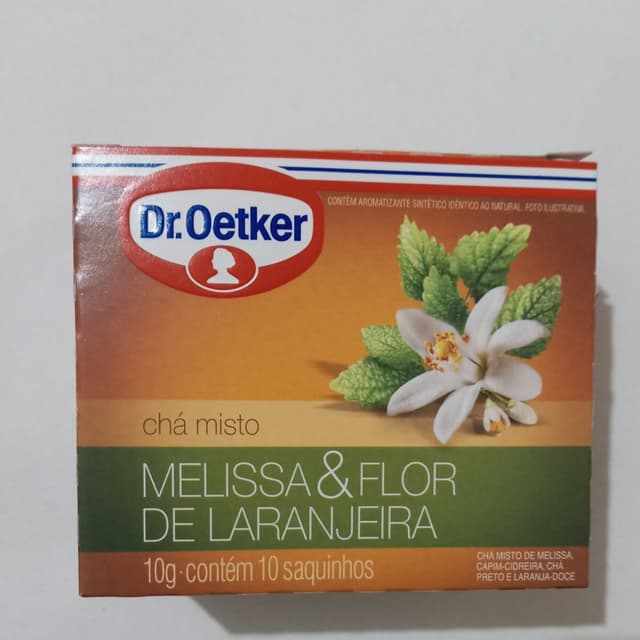 Dr.Oetker
CONTÉM AROMATIZANTE SINTÉTICO IDÊNTICO AO NATURAL. FOTO ILUSTRATIVA
chá misto
MELISSA & FLOR
DE LARANJEIRA
10g · contém 10 saquinhos
CHÁ MISTO DE MELISSA,
CAPIM-CIDREIRA, CHÁ
PRETO E LARANJA-DOCE